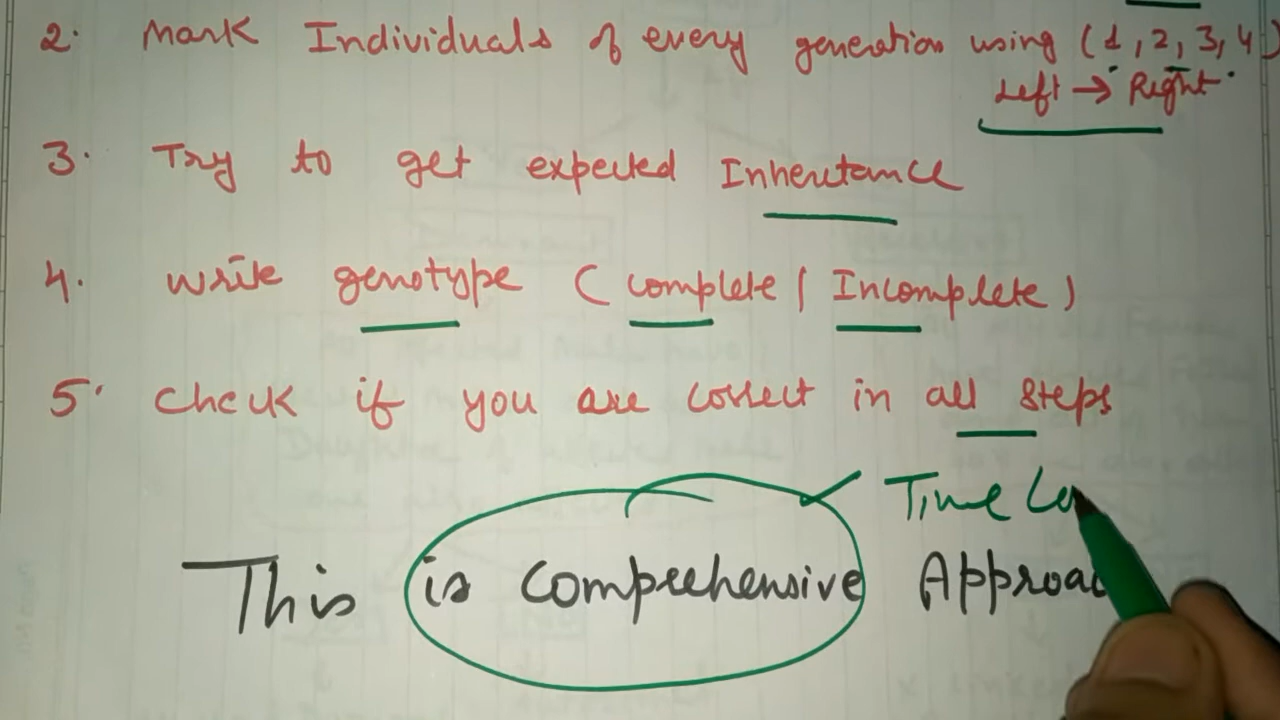 2. Mark Individuals of every generation using (1, 2, 3, 4)
Left → Right
3. Try to get expected Inheritance
4. write genotype (complete / Incomplete)
5. check if you are correct in all steps
Time
This is comprehensive